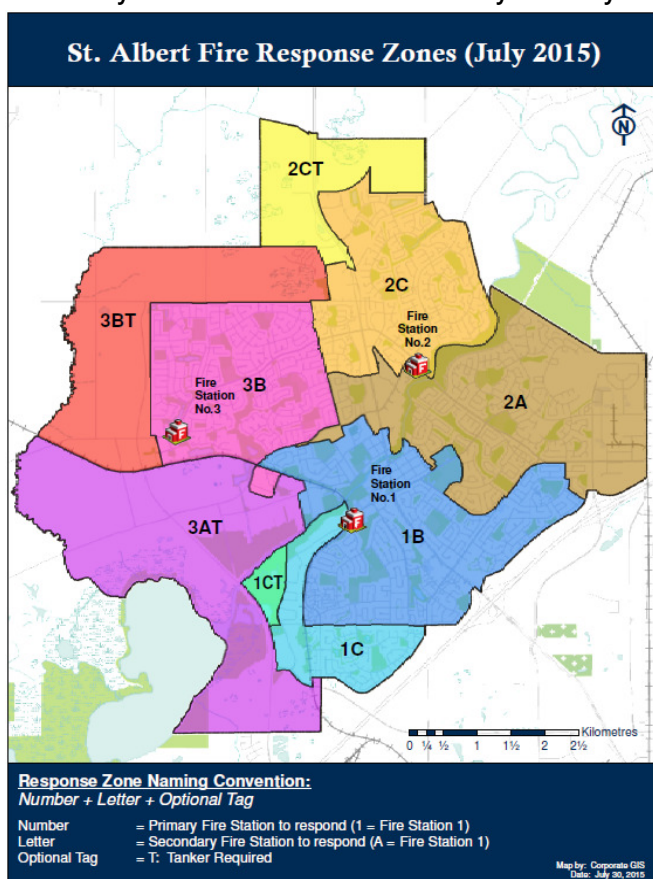 St. Albert Fire Response Zones (July 2015)
N
2CT
2C
Fire
Station
No.2
3BT
3B
Fire
Station
No.3
2A
Fire
Station
No.1
3AT
1B
1CT
1C
Kilometres
0 ¼ ½ 1 1½ 2 2½
Response Zone Naming Convention:
Number + Letter + Optional Tag
Number = Primary Fire Station to respond (1 = Fire Station 1)
Letter = Secondary Fire Station to respond (A = Fire Station 1)
Optional Tag = T: Tanker Required
Map by: Corporate GIS
Date: July 30, 2015